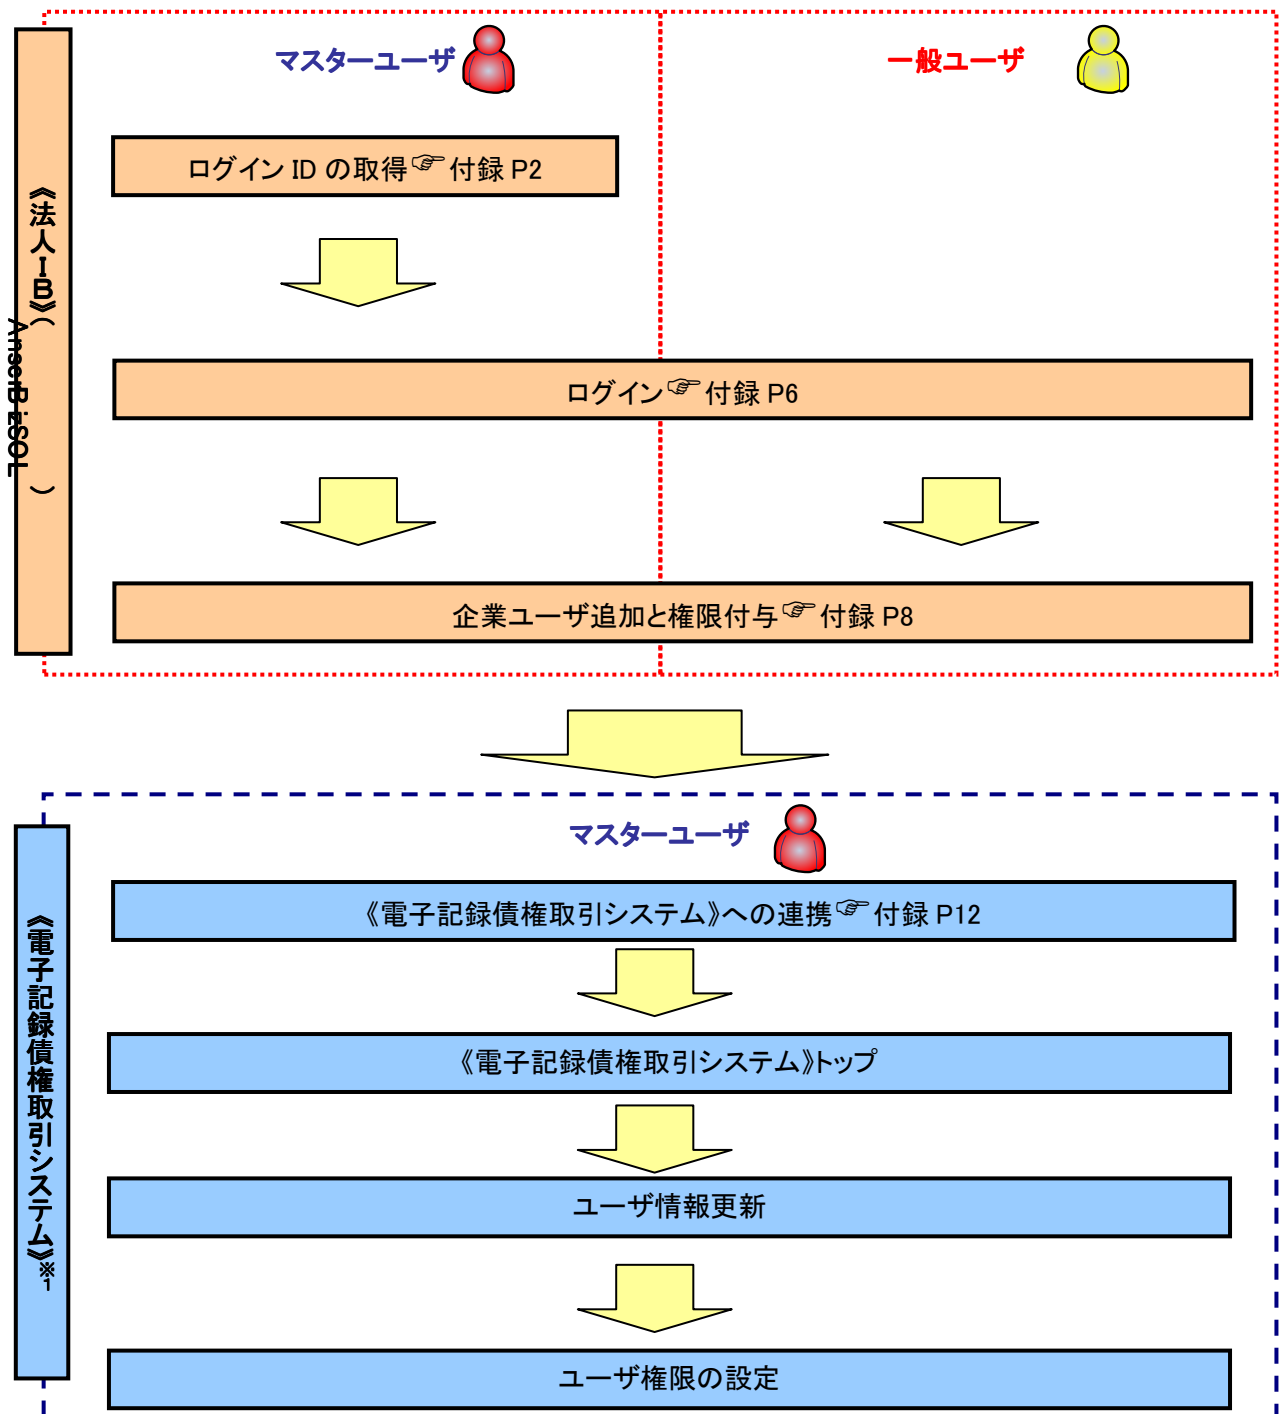 マスターユーザ
一般ユーザ
《法人IB》(AnserBizSOL)
ログイン ID の取得☞付録 P2
ログイン☞付録 P6
企業ユーザ追加と権限付与☞付録 P8
マスターユーザ
《電子記録債権取引システム》※1
《電子記録債権取引システム》への連携☞付録 P12
《電子記録債権取引システム》トップ
ユーザ情報更新
ユーザ権限の設定